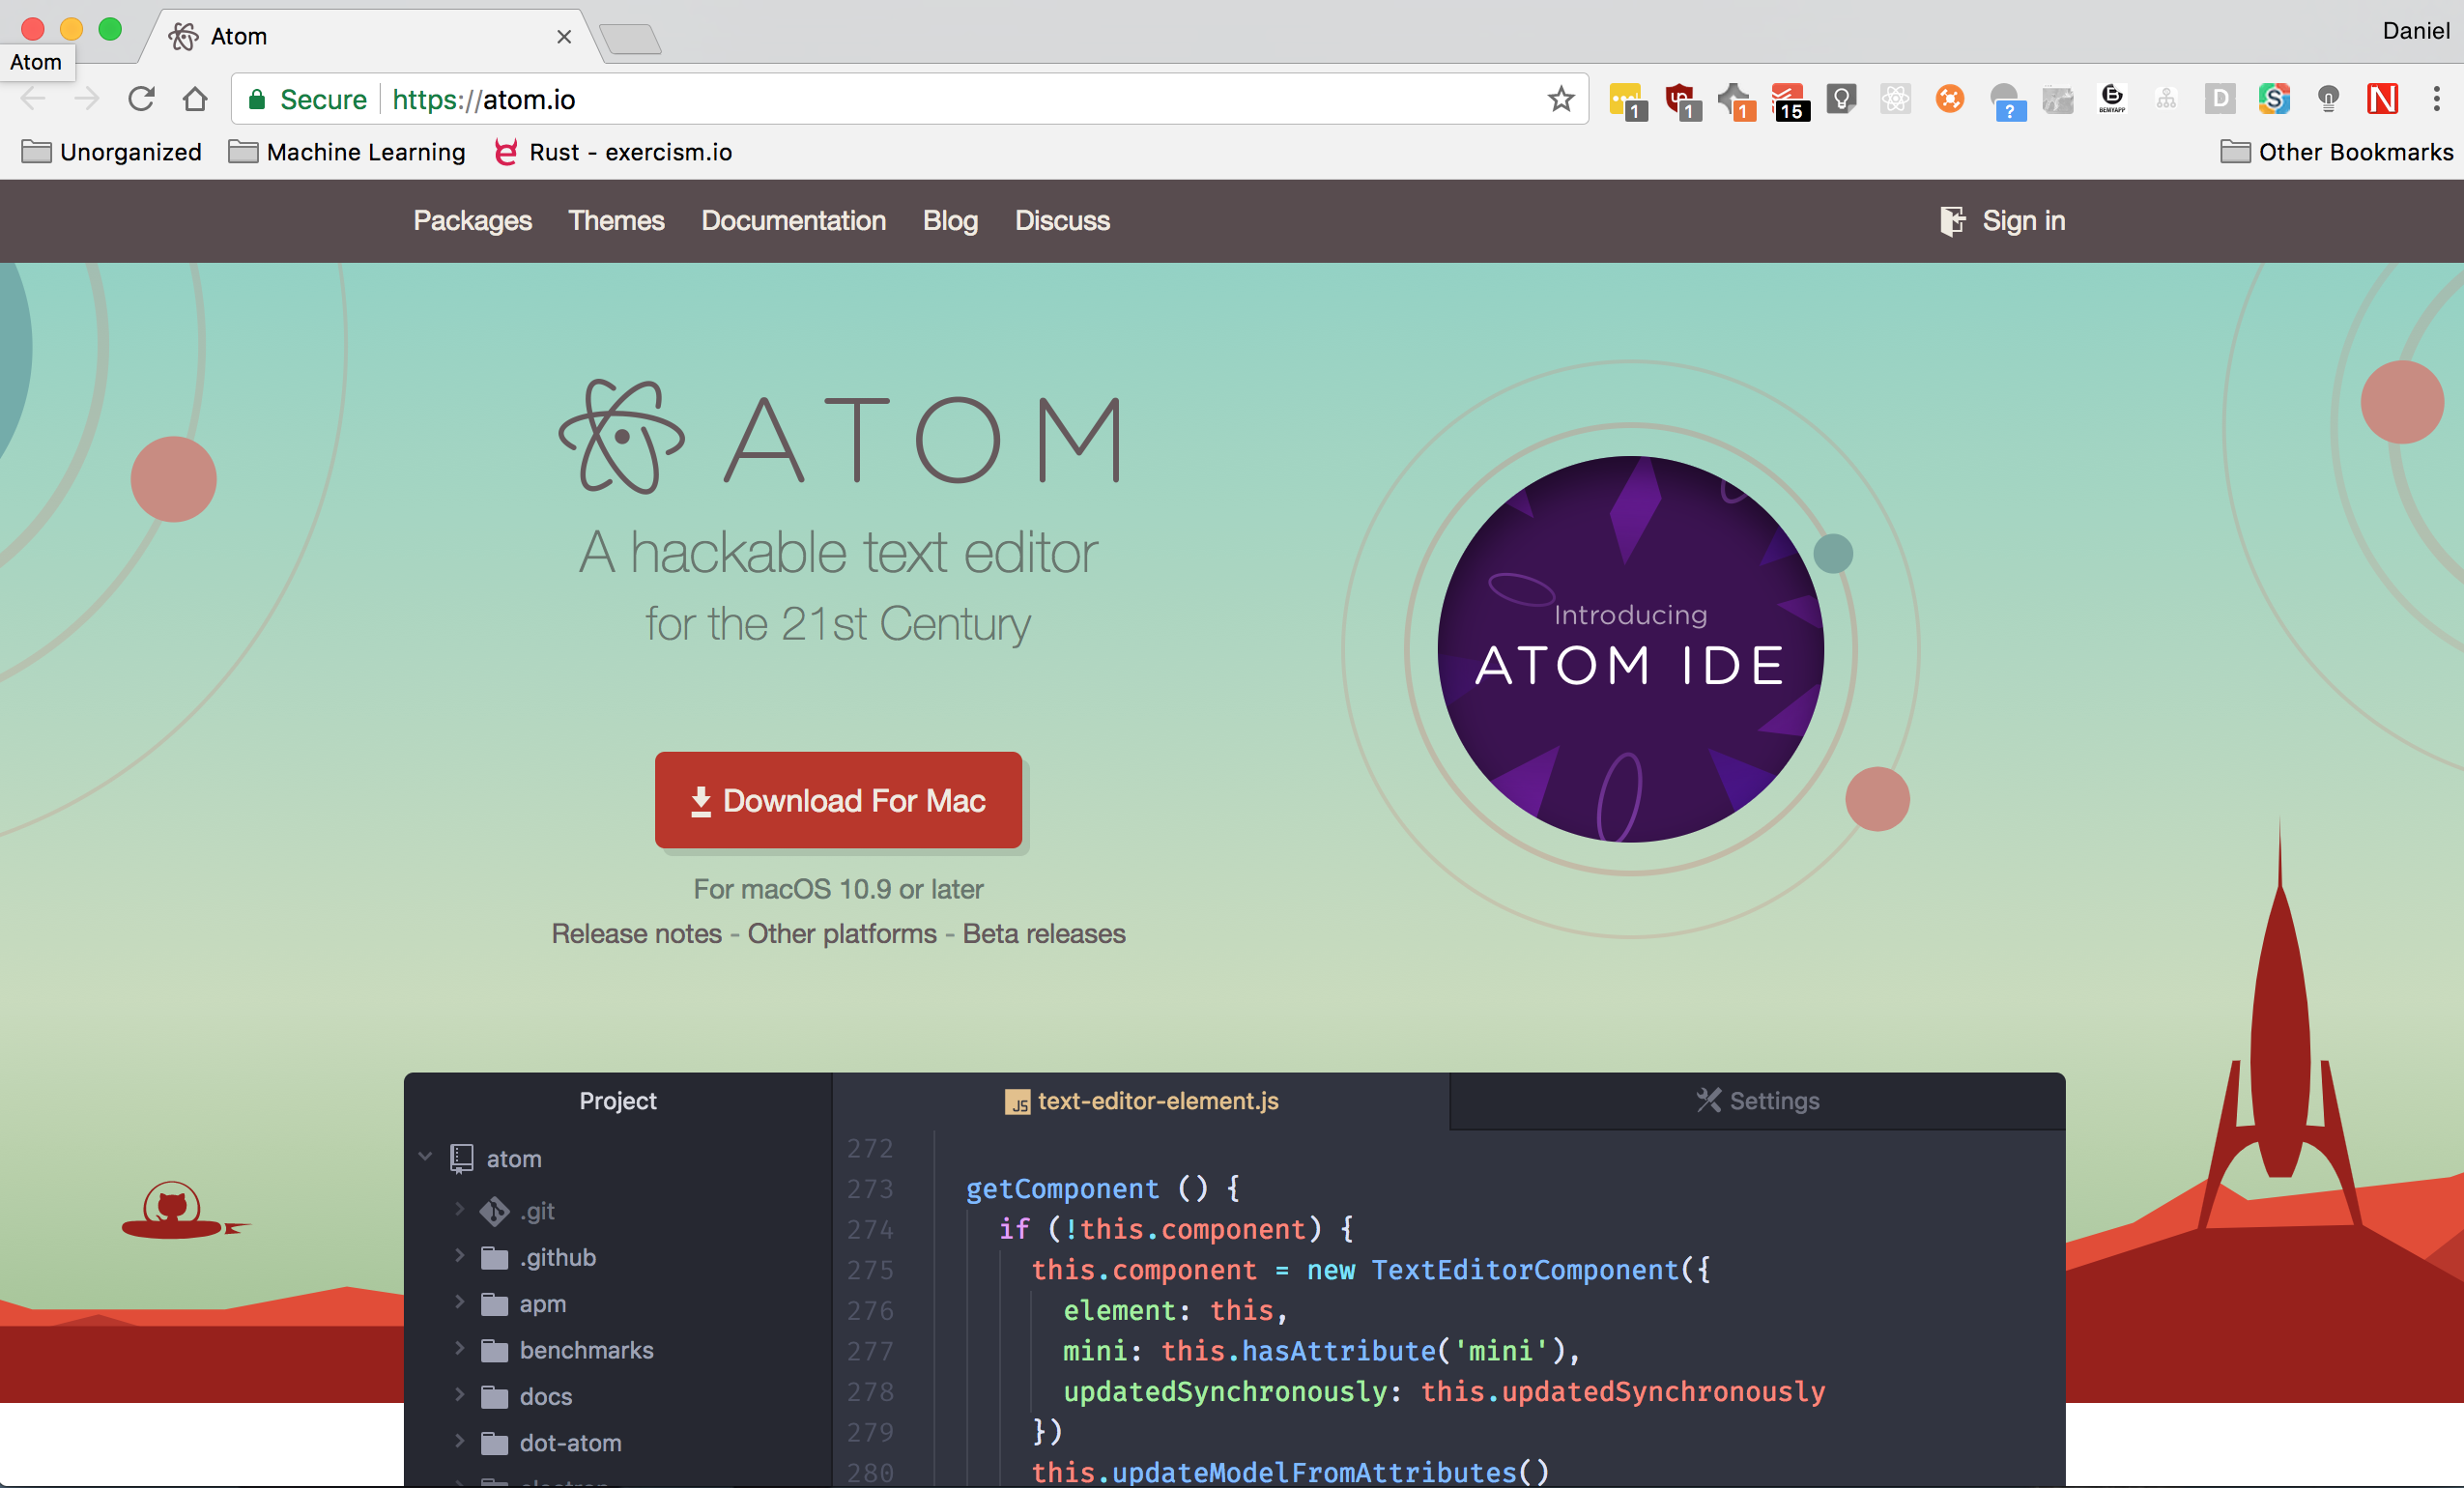 Atom
Daniel
Atom
Secure https://atom.io
1
1
1
15
?
BEMYAPP
D
S
N
Unorganized
Machine Learning
Rust - exercism.io
Other Bookmarks
Packages Themes Documentation Blog Discuss
Sign in
ATOM
A hackable text editor
for the 21st Century
Introducing
ATOM IDE
Download For Mac
For macOS 10.9 or later
Release notes - Other platforms - Beta releases
Project
JS text-editor-element.js
Settings
atom
.git
.github
apm
benchmarks
docs
dot-atom
272
273 getComponent () {
274 if (!this.component) {
275 this.component = new TextEditorComponent({
276 element: this,
277 mini: this.hasAttribute('mini'),
278 updatedSynchronously: this.updatedSynchronously
279 })
280 this.updateModelFromAttributes()